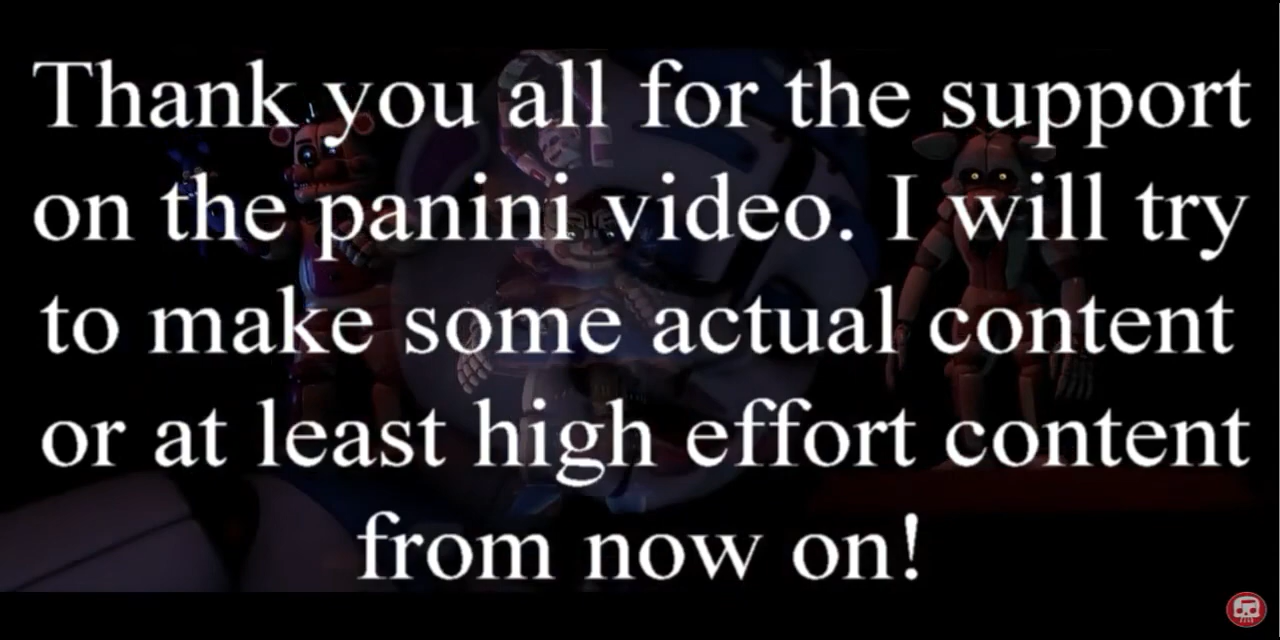 Thank you all for the support
on the panini video. I will try
to make some actual content
or at least high effort content
from now on!